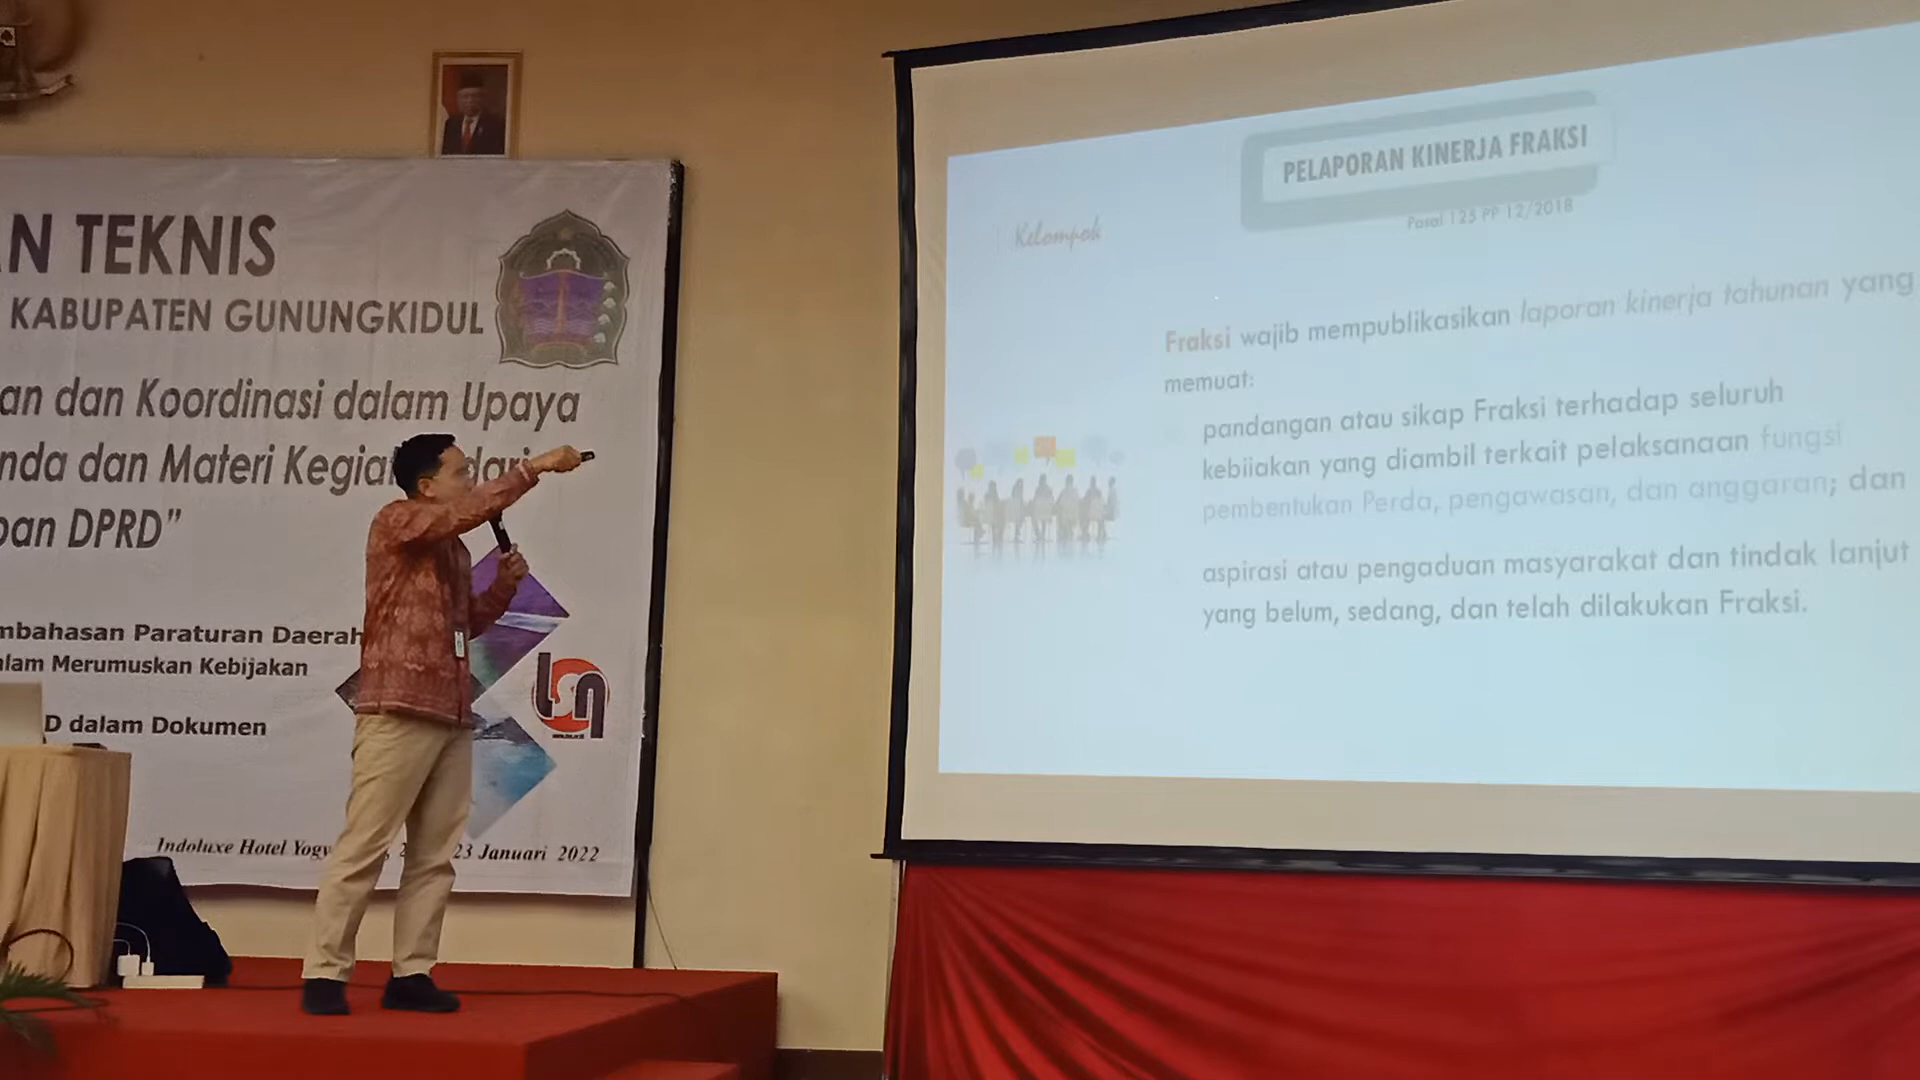 AN TEKNIS
KABUPATEN GUNUNGKIDUL
an dan Koordinasi dalam Upaya
nda dan Materi Kegiat dari
pan DPRD"
mbahasan Paraturan Daerah
alam Merumuskan Kebijakan
D dalam Dokumen
lsn
Indoluxe Hotel Yogy 23 Januari 2022
PELAPORAN KINERJA FRAKSI
Pasal 125 PP 12/2018
Kelompok
Fraksi wajib mempublikasikan laporan kinerja tahunan yang
memuat:
pandangan atau sikap Fraksi terhadap seluruh
kebijakan yang diambil terkait pelaksanaan fungsi
pembentukan Perda, pengawasan, dan anggaran; dan
aspirasi atau pengaduan masyarakat dan tindak lanjut
yang belum, sedang, dan telah dilakukan Fraksi.